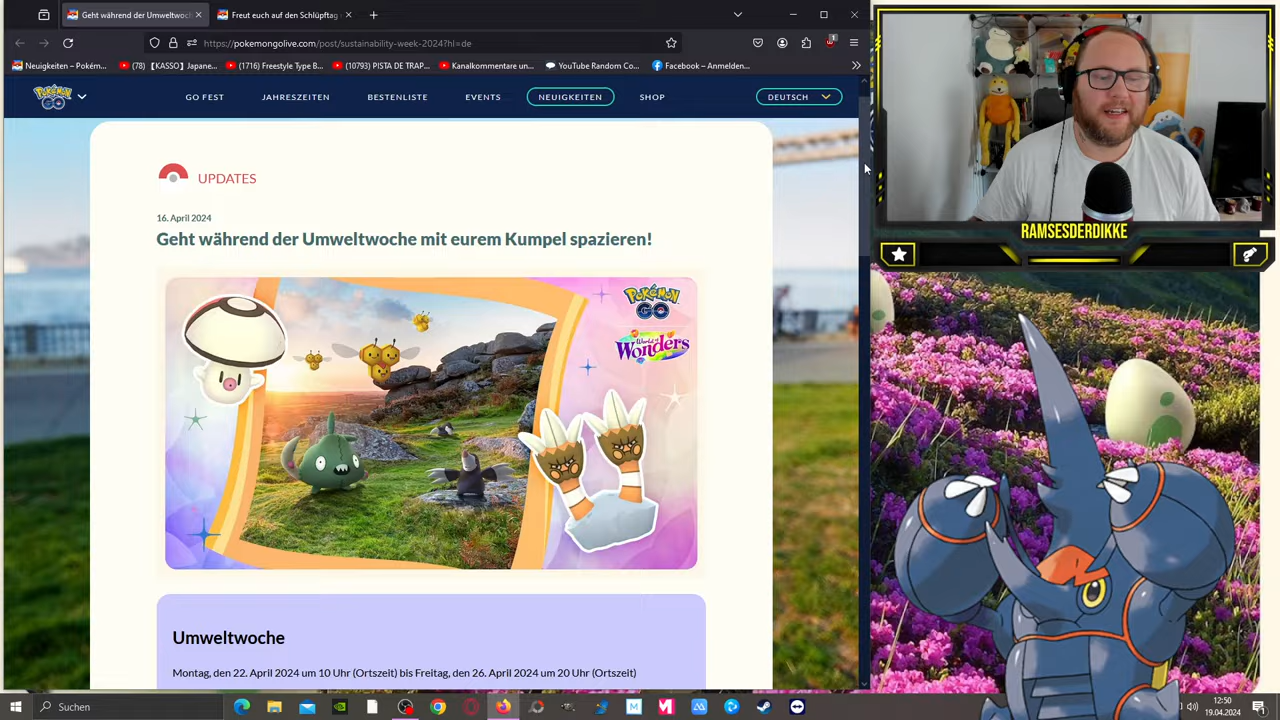 Geht während der Umweltwoch
Freut euch auf den Schlüpftag
https://pokemongolive.com/post/sustainability-week-2024?hl=de
Neuigkeiten – Pokém...
(78) 【KASSO】Japane...
(1716) Freestyle Type B...
(1079) PISTA DE TRAP...
Kanalkommentare un...
YouTube Random Co...
Facebook – Anmelden...
POKÉMON GO
GO FEST
JAHRESZEITEN
BESTENLISTE
EVENTS
NEUIGKEITEN
SHOP
DEUTSCH
UPDATES
16. April 2024
Geht während der Umweltwoche mit eurem Kumpel spazieren!
POKÉMON GO
World of Wonders
Umweltwoche
Montag, den 22. April 2024 um 10 Uhr (Ortszeit) bis Freitag, den 26. April 2024 um 20 Uhr (Ortszeit)
RAMSESDERDIKKE
Suchen
12:50
19.04.2024